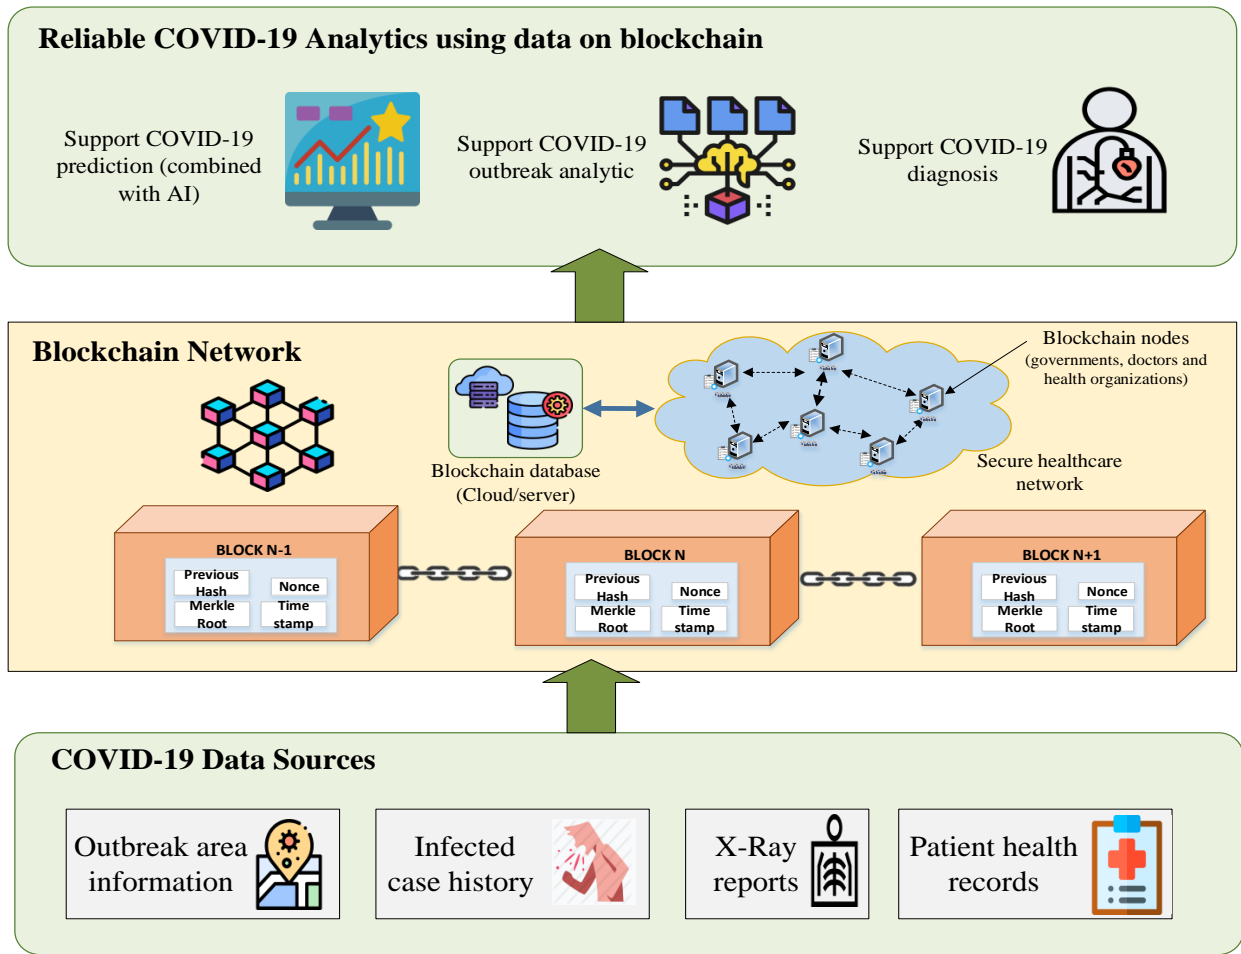 Reliable COVID-19 Analytics using data on blockchain
Support COVID-19
prediction (combined
with AI)
Support COVID-19
outbreak analytic
Support COVID-19
diagnosis
Blockchain Network
Blockchain nodes
(governments, doctors and
health organizations)
Blockchain database
(Cloud/server)
Secure healthcare
network
BLOCK N-1
Previous
Hash
Nonce
Merkle
Root
Time
stamp
BLOCK N
Previous
Hash
Nonce
Merkle
Root
Time
stamp
BLOCK N+1
Previous
Hash
Nonce
Merkle
Root
Time
stamp
COVID-19 Data Sources
Outbreak area
information
Infected
case history
X-Ray
reports
Patient health
records